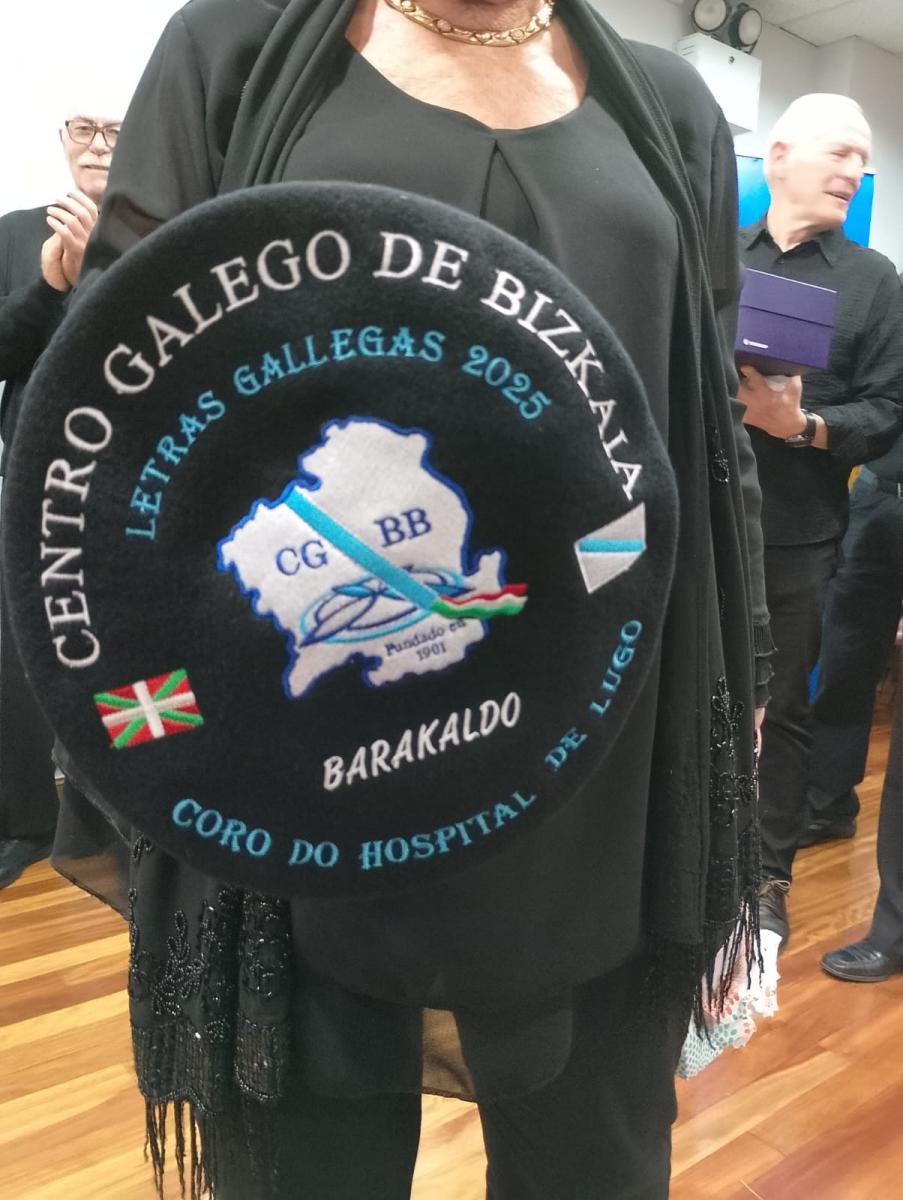 CENTRO GALEGO DE BIZKAIA
LETRAS GALLEGAS 2025
CG BB
Fundado en
1901
BARAKALDO
CORO DO HOSPITAL DE LUGO